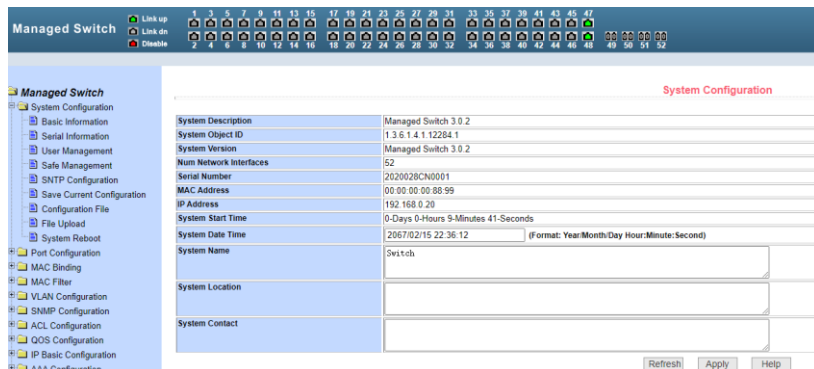 Managed Switch
Link up
Link dn
Disable
1 3 5 7 9 11 13 15 17 19 21 23 25 27 29 31 33 35 37 39 41 43 45 47
2 4 6 8 10 12 14 16 18 20 22 24 26 28 30 32 34 36 38 40 42 44 46 48 49 50 51 52
Managed Switch
System Configuration
Basic Information
Serial Information
User Management
Safe Management
SNTP Configuration
Save Current Configuration
Configuration File
File Upload
System Reboot
Port Configuration
MAC Binding
MAC Filter
VLAN Configuration
SNMP Configuration
ACL Configuration
QOS Configuration
IP Basic Configuration
AAA Configuration
System Configuration
System Description Managed Switch 3.0.2
System Object ID 1.3.6.1.4.1.12284.1
System Version Managed Switch 3.0.2
Num Network Interfaces 52
Serial Number 2020028CN0001
MAC Address 00:00:00:00:88:99
IP Address 192.168.0.20
System Start Time 0-Days 0-Hours 9-Minutes 41-Seconds
System Date Time 2067/02/15 22:36:12 (Format: Year/Month/Day Hour:Minute:Second)
System Name Switch
System Location
System Contact
Refresh Apply Help